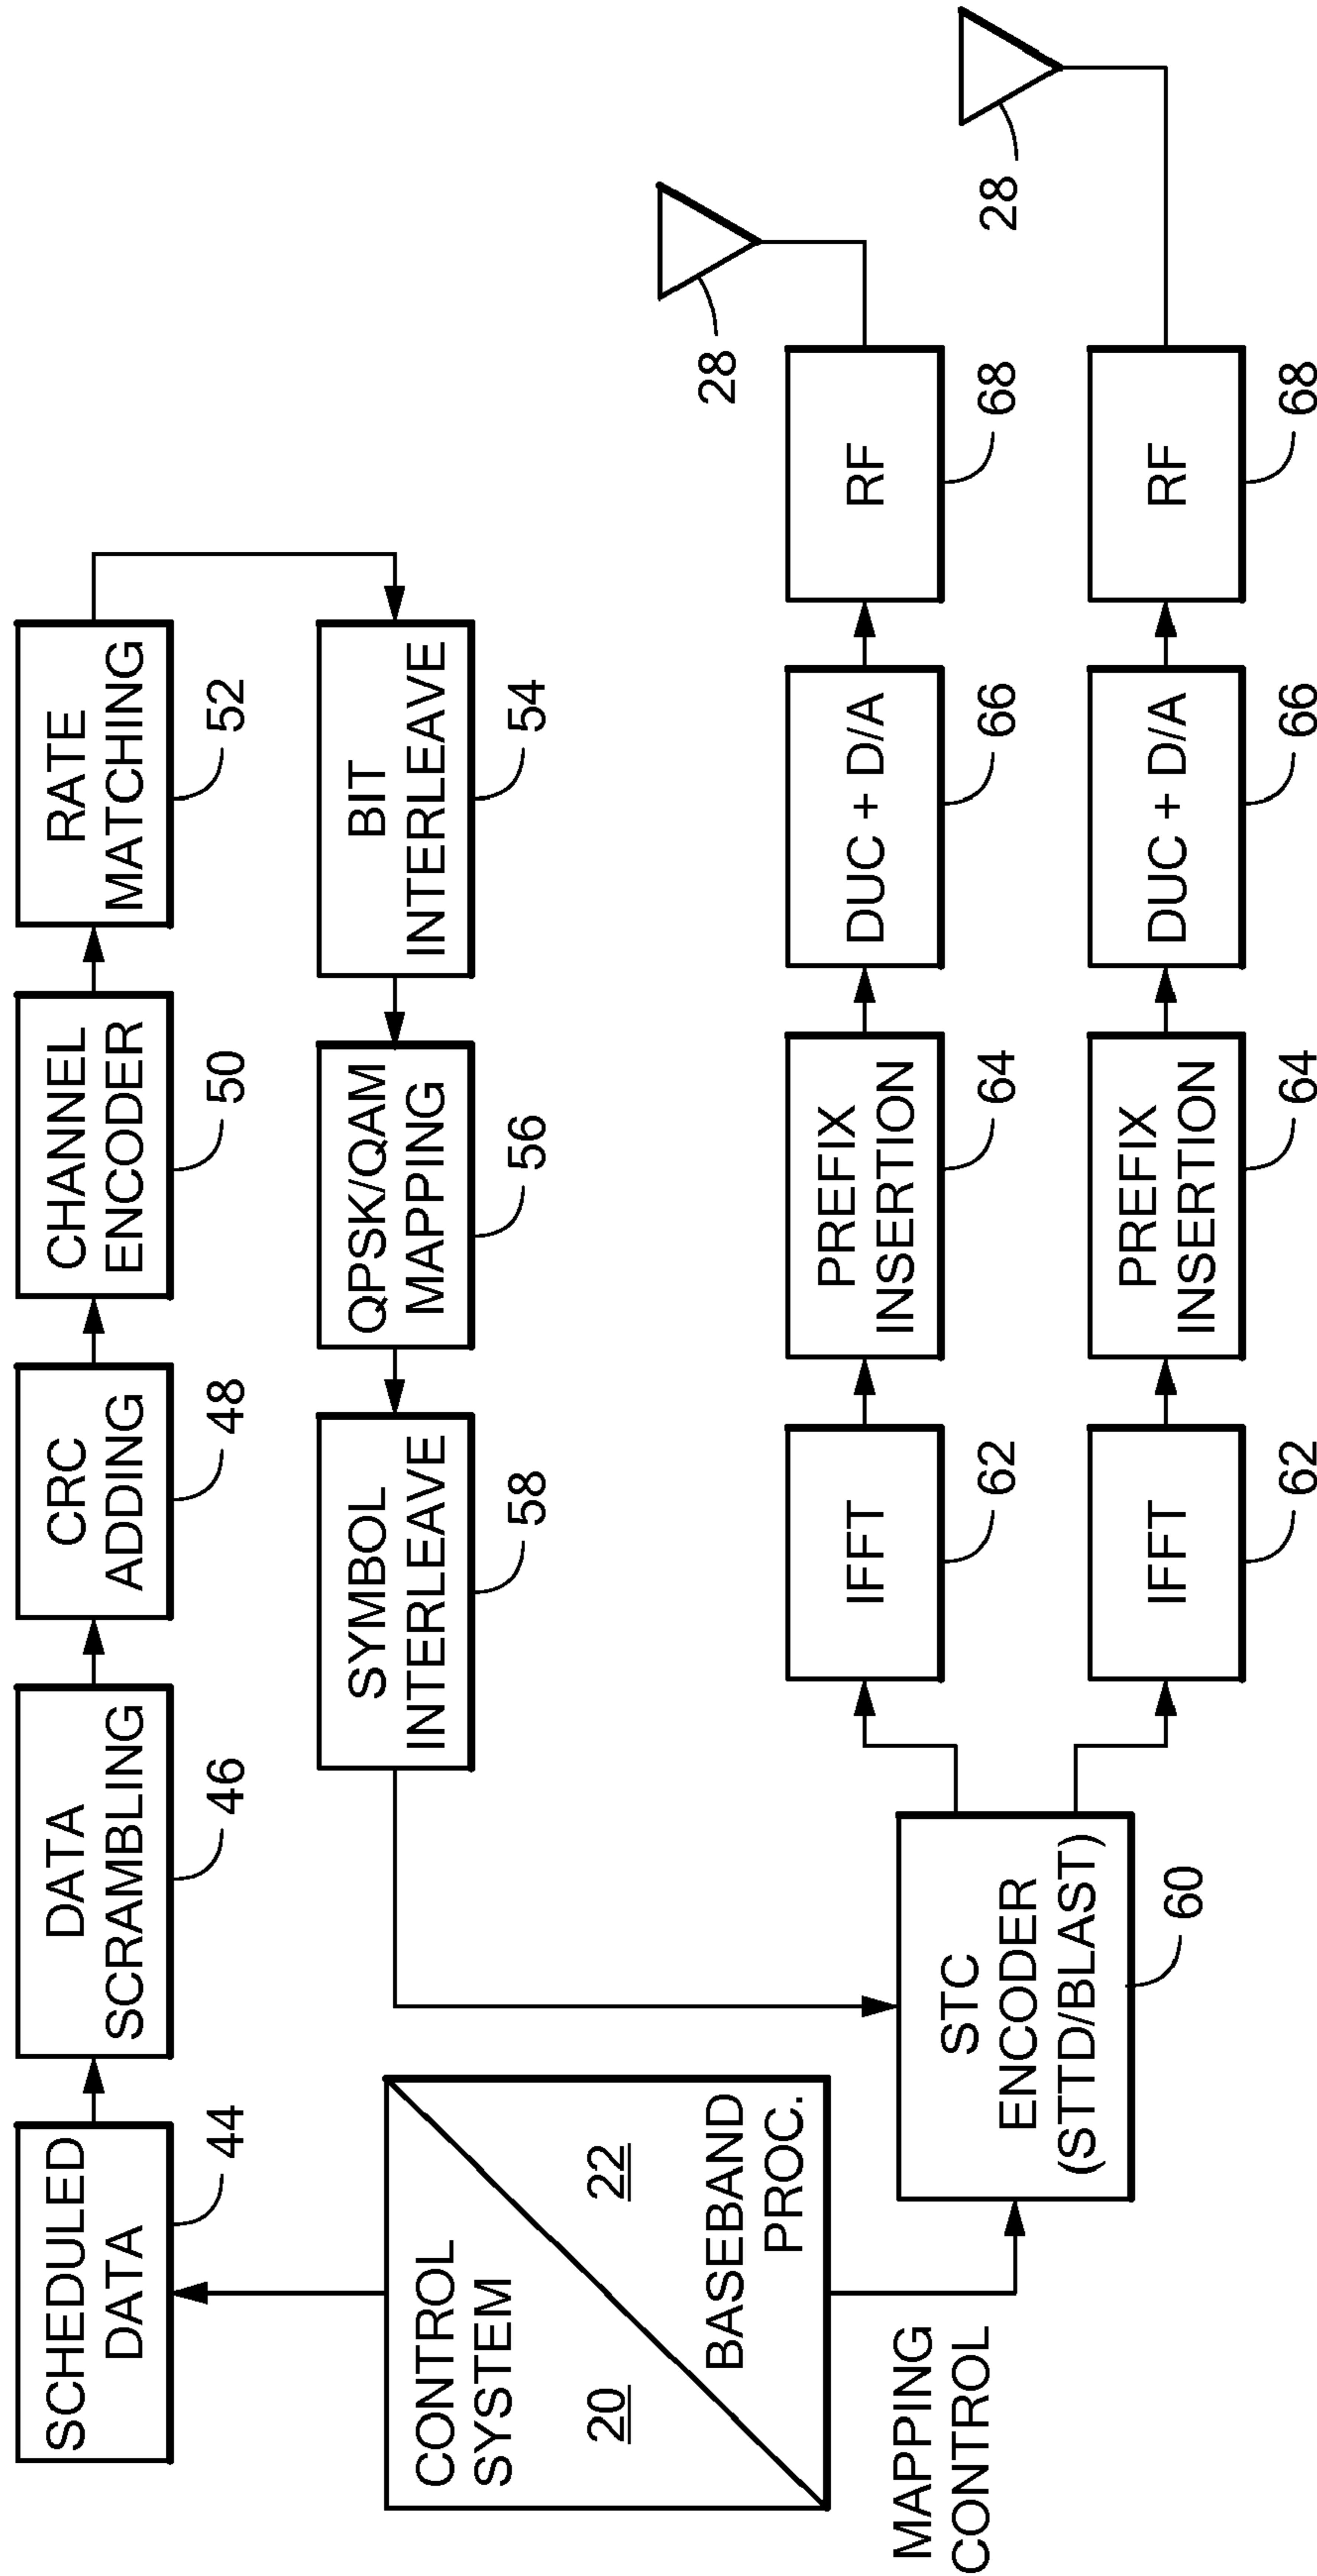 SCHEDULED
DATA
44
DATA
SCRAMBLING
46
CRC
ADDING
48
CHANNEL
ENCODER
50
RATE
MATCHING
52
BIT
INTERLEAVE
54
QPSK/QAM
MAPPING
56
SYMBOL
INTERLEAVE
58
CONTROL
SYSTEM
20
22
BASEBAND
PROC.
MAPPING
CONTROL
STC
ENCODER
(STTD/BLAST)
60
IFFT
62
PREFIX
INSERTION
64
DUC + D/A
66
RF
68
28
IFFT
62
PREFIX
INSERTION
64
DUC + D/A
66
RF
68
28